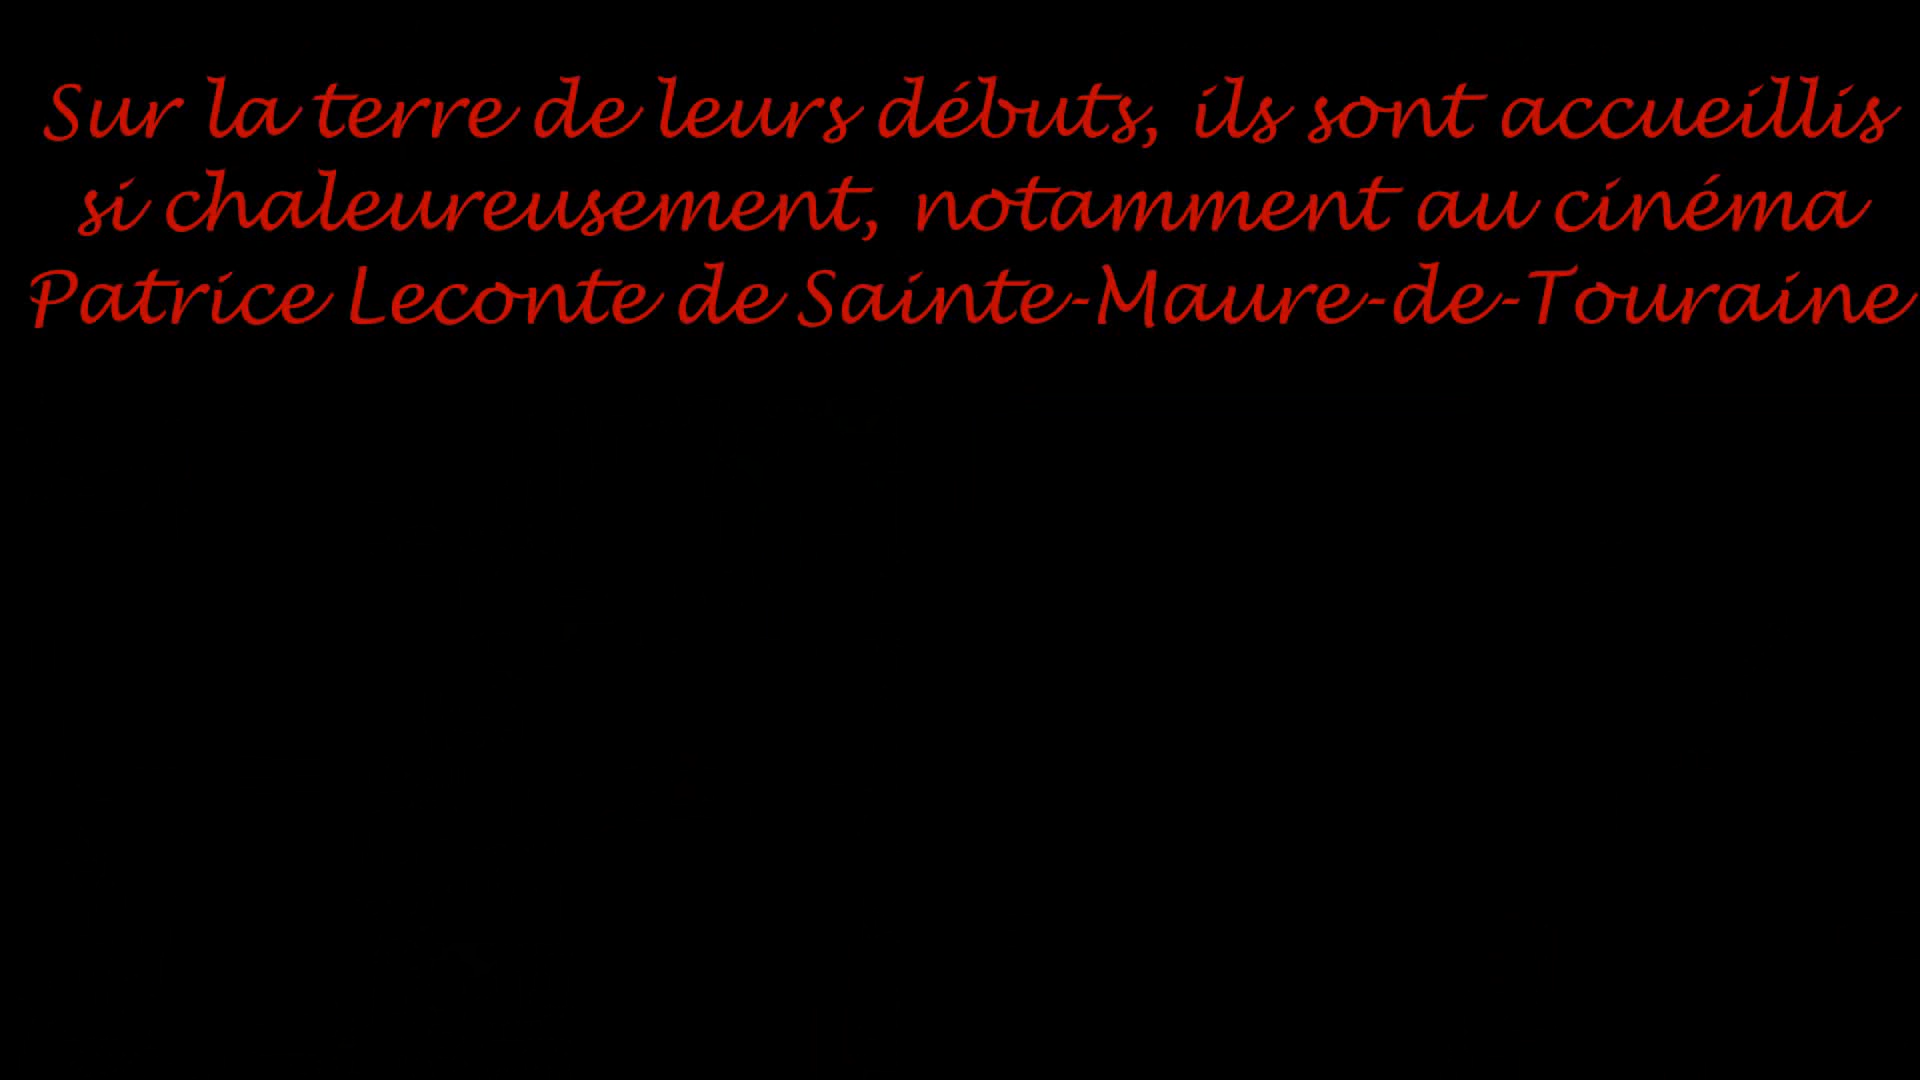 Sur la terre de leurs débuts, ils sont accueillis
si chaleureusement, notamment au cinéma
Patrice Leconte de Sainte-Maure-de-Touraine